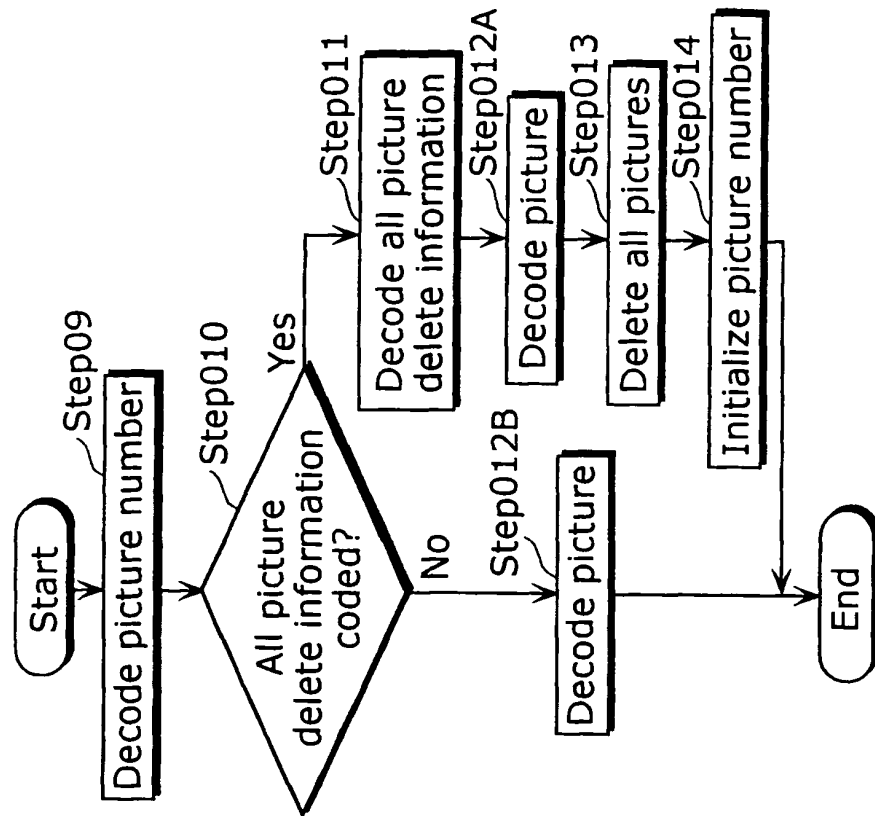 Start
Step09
Decode picture number
Step010
All picture
delete information
coded?
Yes
No
Step011
Decode all picture
delete information
Step012A
Decode picture
Step013
Delete all pictures
Step014
Initialize picture number
Step012B
Decode picture
End